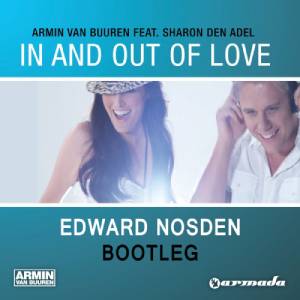 ARMIN VAN BUUREN FEAT. SHARON DEN ADEL
IN AND OUT OF LOVE
EDWARD NOSDEN
BOOTLEG
ARMIN
VAN BUUREN
armada